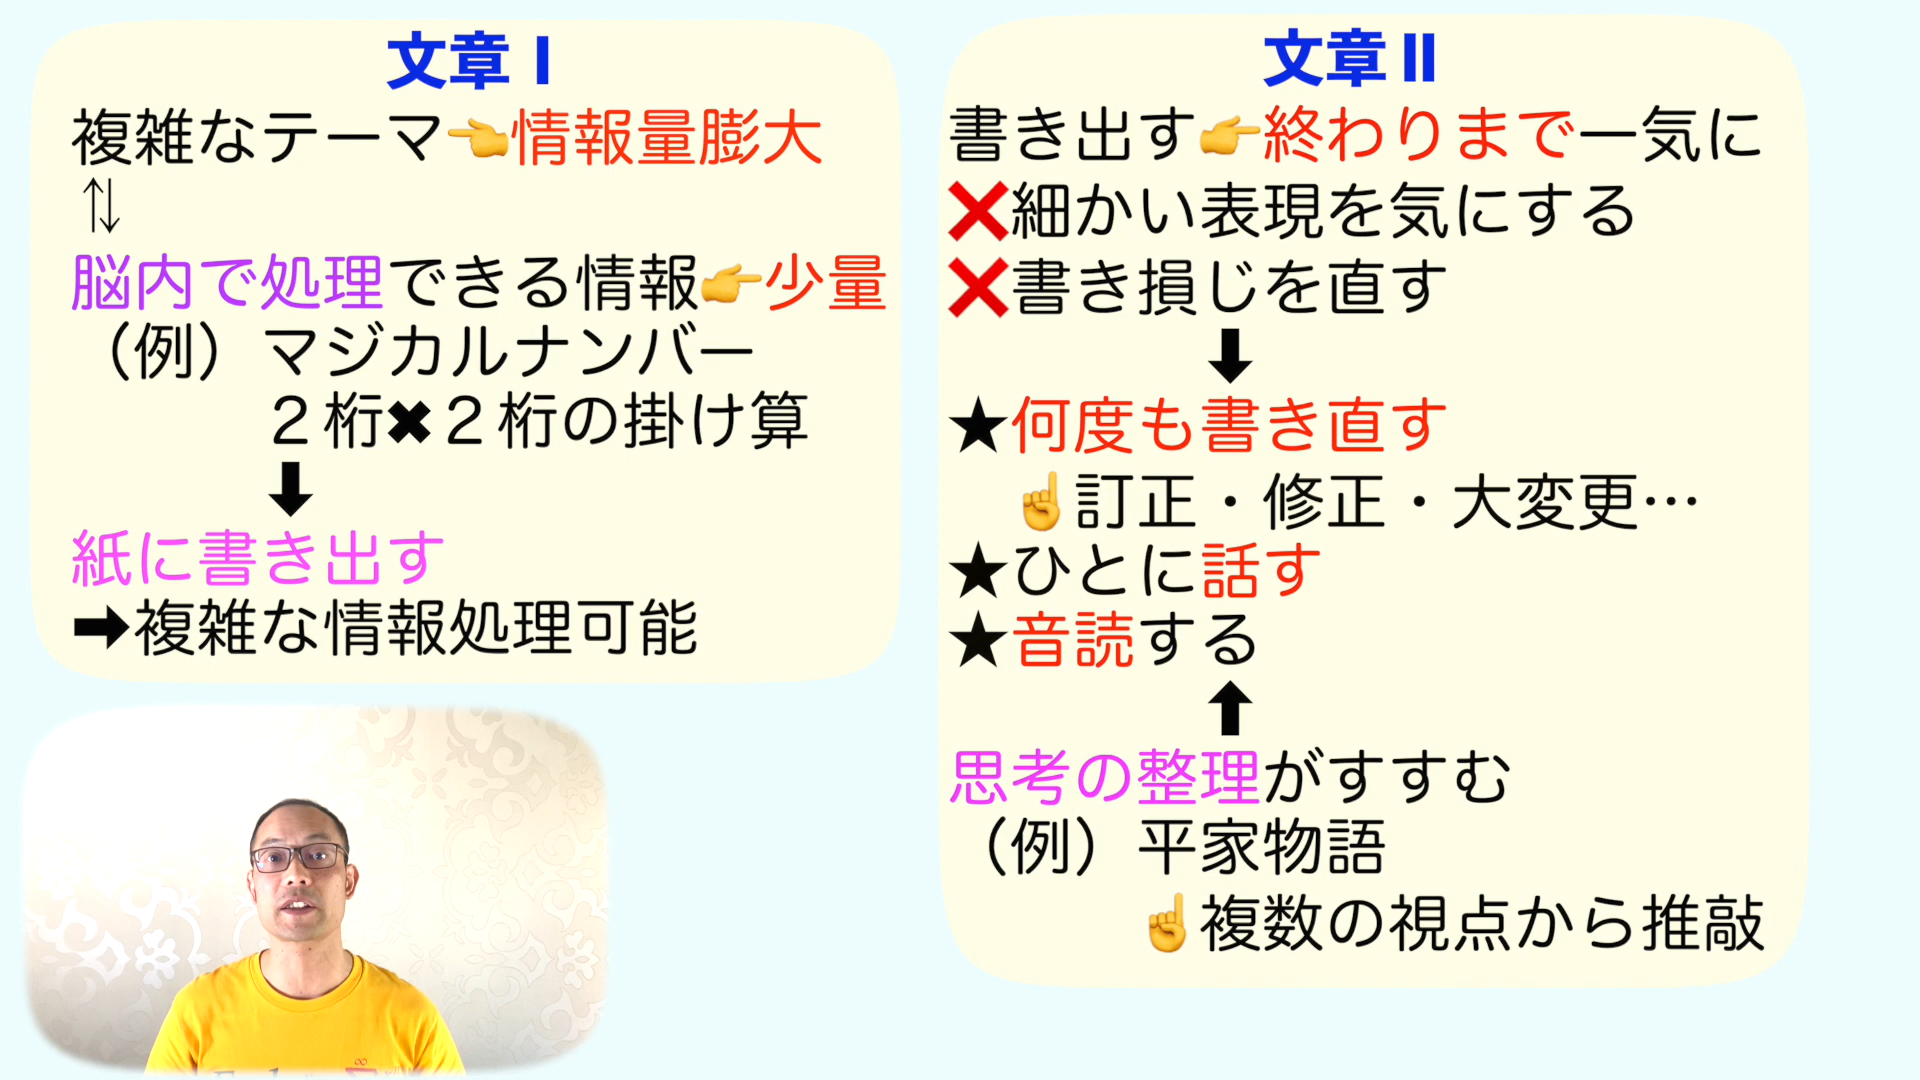 文章Ⅰ
複雑なテーマ👈情報量膨大
⇅
脳内で処理できる情報👉少量
（例）マジカルナンバー
２桁✖２桁の掛け算
⬇
紙に書き出す
➡複雑な情報処理可能
文章Ⅱ
書き出す👉終わりまで一気に
❌細かい表現を気にする
❌書き損じを直す
⬇
★何度も書き直す
☝訂正・修正・大変更…
★ひとに話す
★音読する
⬆
思考の整理がすすむ
（例）平家物語
☝複数の視点から推敲